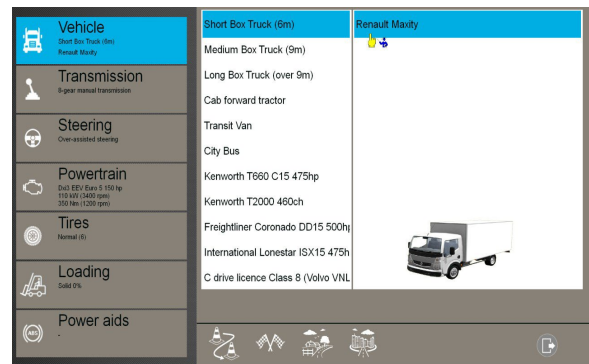 Vehicle
Short Box Truck (6m)
Renault Maxity
Transmission
8-gear manual transmission
Steering
Over-assisted steering
Powertrain
Dxi3 EEV Euro 5 150 hp
110 kW (3400 rpm)
350 Nm (1200 rpm)
Tires
Normal (6)
Loading
Solid 0%
Power aids
-
ABS
Short Box Truck (6m)
Medium Box Truck (9m)
Long Box Truck (over 9m)
Cab forward tractor
Transit Van
City Bus
Kenworth T660 C15 475hp
Kenworth T2000 460ch
Freightliner Coronado DD15 500h
International Lonestar ISX15 475h
C drive licence Class 8 (Volvo VNL
Renault Maxity